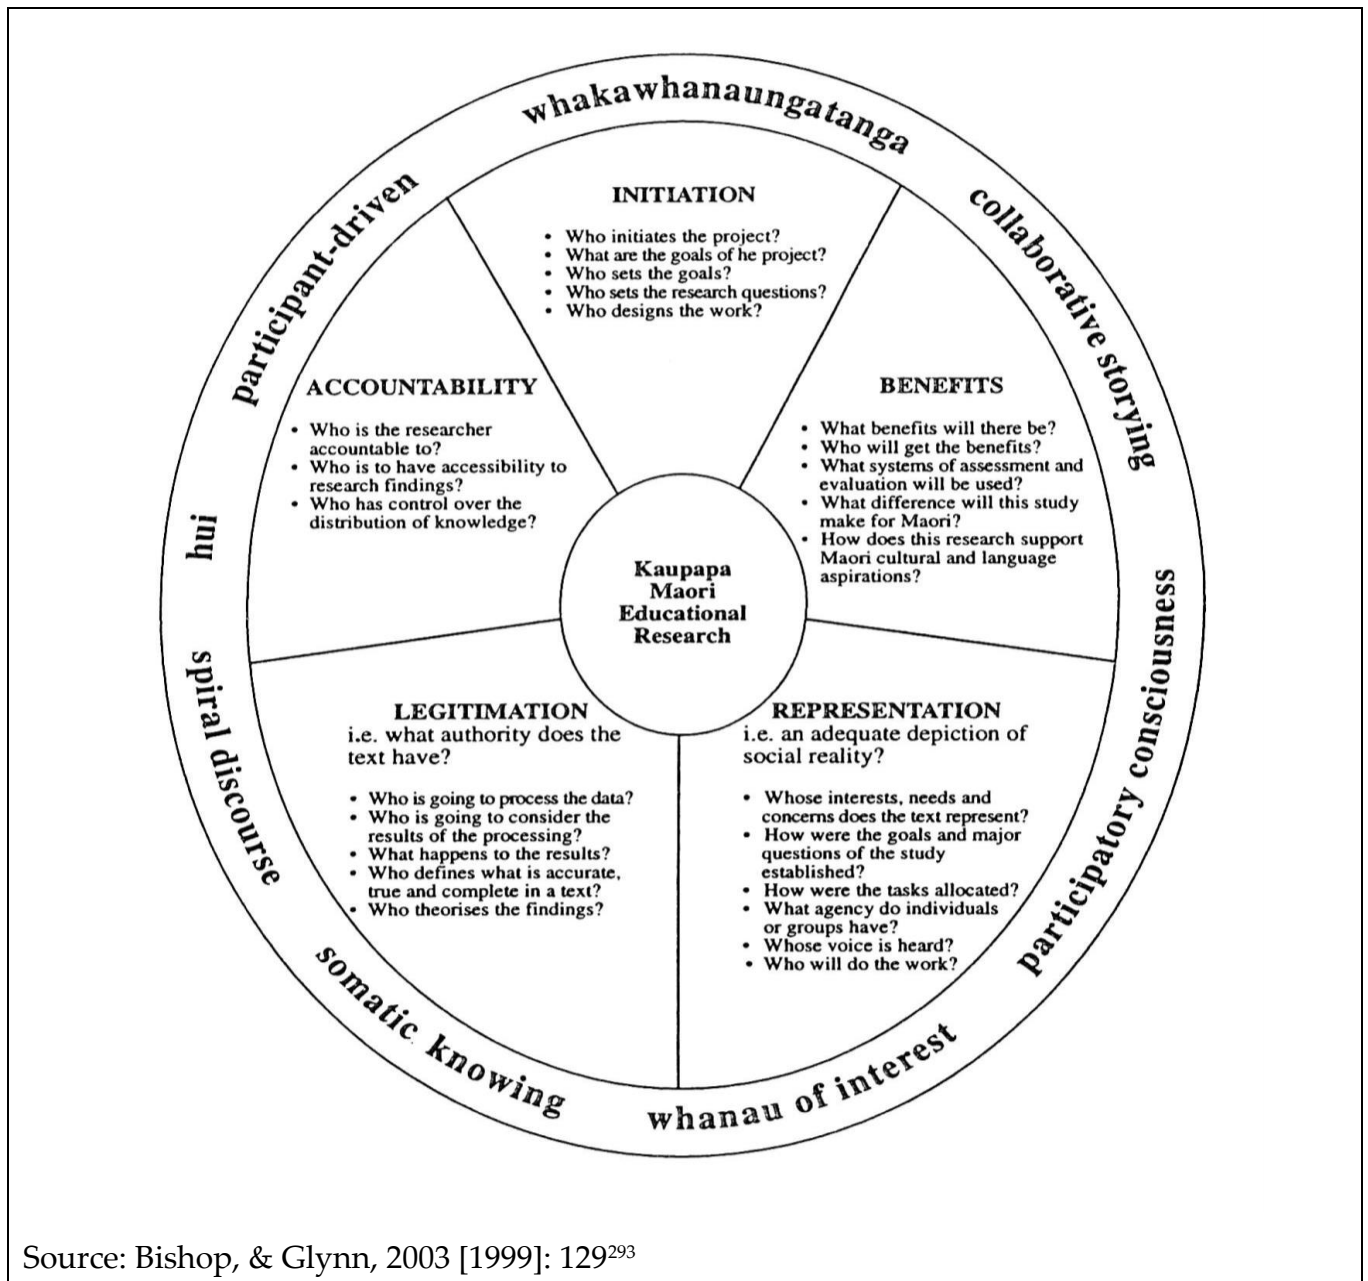 whakawhanaungatanga
collaborative storying
participatory consciousness
whanau of interest
somatic knowing
spiral discourse
hui
participant-driven
INITIATION
• Who initiates the project?
• What are the goals of he project?
• Who sets the goals?
• Who sets the research questions?
• Who designs the work?
BENEFITS
• What benefits will there be?
• Who will get the benefits?
• What systems of assessment and
evaluation will be used?
• What difference will this study
make for Maori?
• How does this research support
Maori cultural and language
aspirations?
REPRESENTATION
i.e. an adequate depiction of
social reality?
• Whose interests, needs and
concerns does the text represent?
• How were the goals and major
questions of the study
established?
• How were the tasks allocated?
• What agency do individuals
or groups have?
• Whose voice is heard?
• Who will do the work?
LEGITIMATION
i.e. what authority does the
text have?
• Who is going to process the data?
• Who is going to consider the
results of the processing?
• What happens to the results?
• Who defines what is accurate,
true and complete in a text?
• Who theorises the findings?
ACCOUNTABILITY
• Who is the researcher
accountable to?
• Who is to have accessibility to
research findings?
• Who has control over the
distribution of knowledge?
Kaupapa
Maori
Educational
Research
Source: Bishop, & Glynn, 2003 [1999]: 129²⁹³